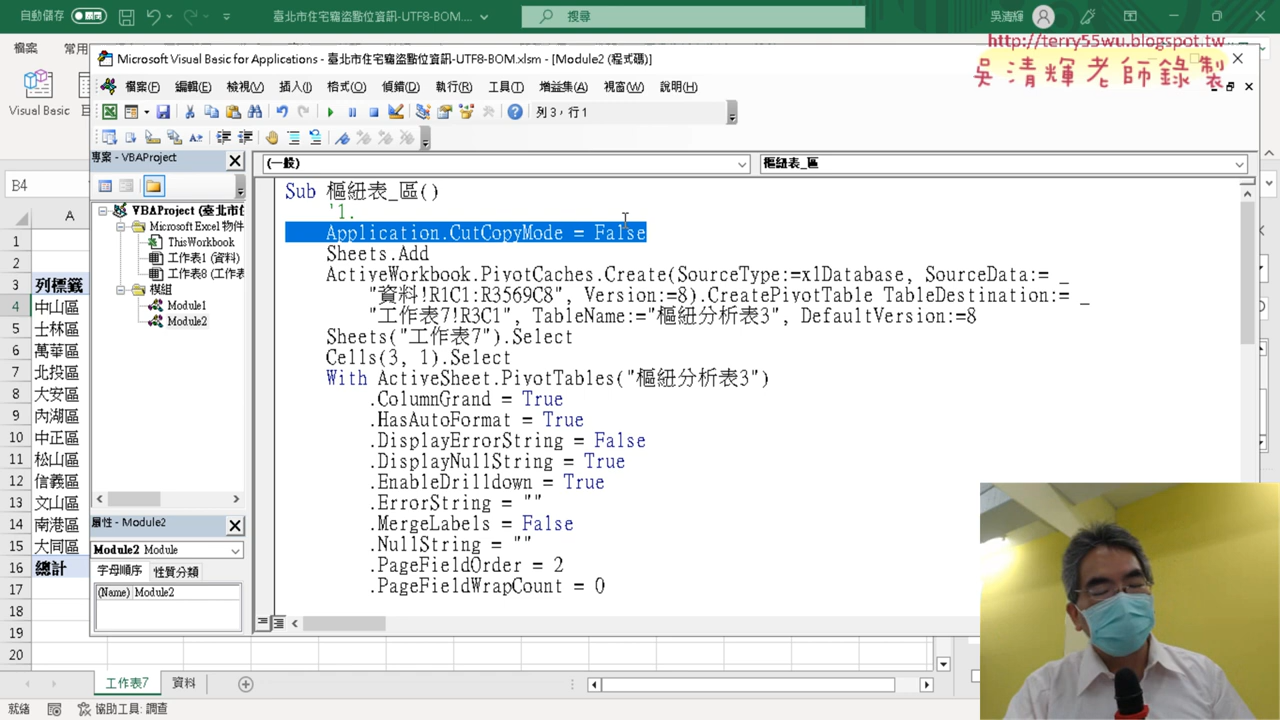 自動儲存
臺北市住宅竊盜點位資訊-UTF8-BOM....
搜尋
吳清輝
http://terry55wu.blogspot.tw
吳清輝老師錄製
檔案
常用
Visual Basic
Microsoft Visual Basic for Applications - 臺北市住宅竊盜點位資訊-UTF8-BOM.xlsm - [Module2 (程式碼)]
檔案(F) 編輯(E) 檢視(V) 插入(I) 格式(O) 偵錯(D) 執行(R) 工具(T) 增益集(A) 視窗(W) 說明(H)
列 3，行 1
專案 - VBAProject
VBAProject (臺北市住
Microsoft Excel 物件
ThisWorkbook
工作表1 (資料)
工作表8 (工作表
模組
Module1
Module2
屬性 - Module2
Module2 Module
字母順序 性質分類
(Name) Module2
(一般)
樞紐表_區
Sub 樞紐表_區()
'1.
Application.CutCopyMode = False
Sheets.Add
ActiveWorkbook.PivotCaches.Create(SourceType:=xlDatabase, SourceData:= _
"資料!R1C1:R3569C8", Version:=8).CreatePivotTable TableDestination:= _
"工作表7!R3C1", TableName:="樞紐分析表3", DefaultVersion:=8
Sheets("工作表7").Select
Cells(3, 1).Select
With ActiveSheet.PivotTables("樞紐分析表3")
.ColumnGrand = True
.HasAutoFormat = True
.DisplayErrorString = False
.DisplayNullString = True
.EnableDrilldown = True
.ErrorString = ""
.MergeLabels = False
.NullString = ""
.PageFieldOrder = 2
.PageFieldWrapCount = 0
B4
A
1
2
3 列標籤
4 中山區
5 士林區
6 萬華區
7 北投區
8 大安區
9 內湖區
10 中正區
11 松山區
12 信義區
13 文山區
14 南港區
15 大同區
16 總計
17
18
19
20
工作表7
資料
就緒
協助工具: 調查